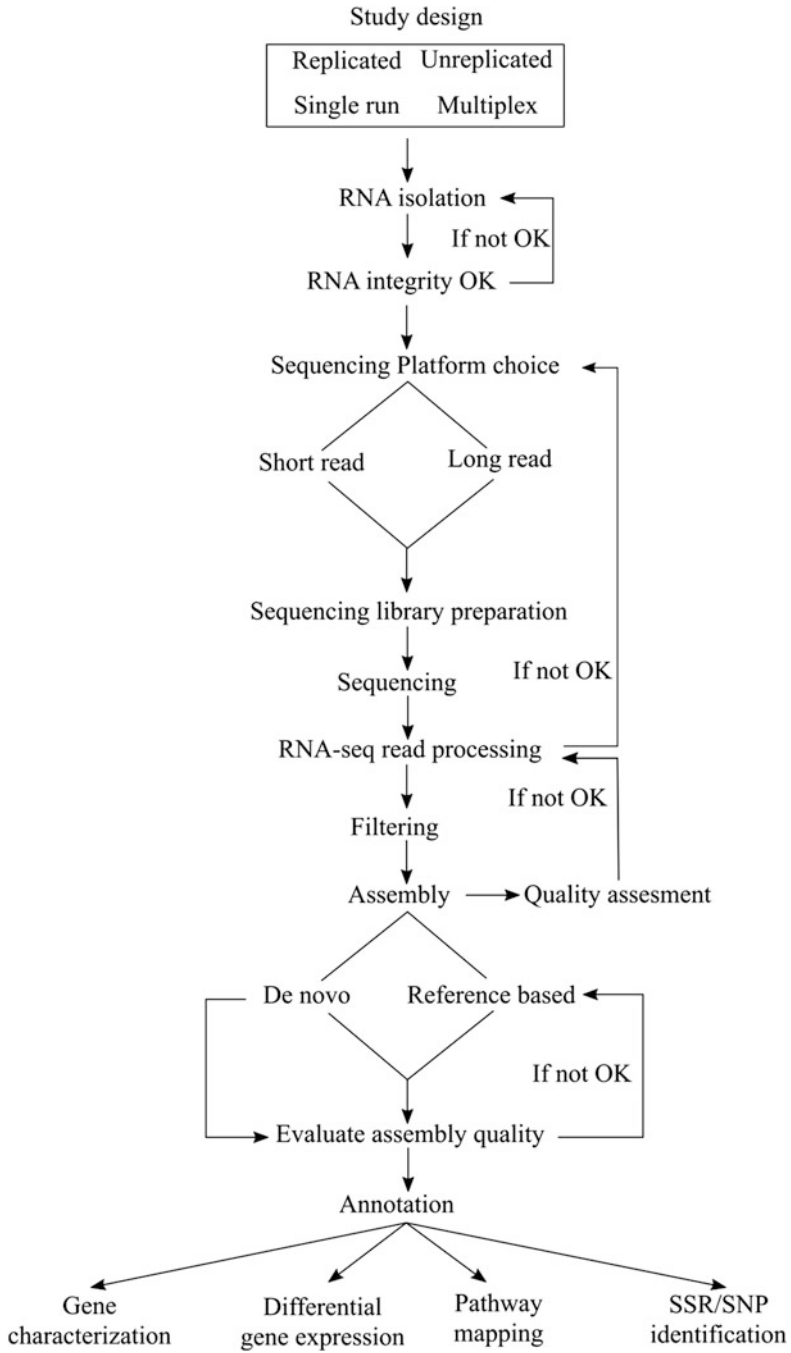 Study design
Replicated Unreplicated
Single run Multiplex
RNA isolation
If not OK
RNA integrity OK
Sequencing Platform choice
Short read Long read
Sequencing library preparation
If not OK
Sequencing
RNA-seq read processing
If not OK
Filtering
Assembly Quality assesment
De novo Reference based
If not OK
Evaluate assembly quality
Annotation
Gene
characterization
Differential
gene expression
Pathway
mapping
SSR/SNP
identification